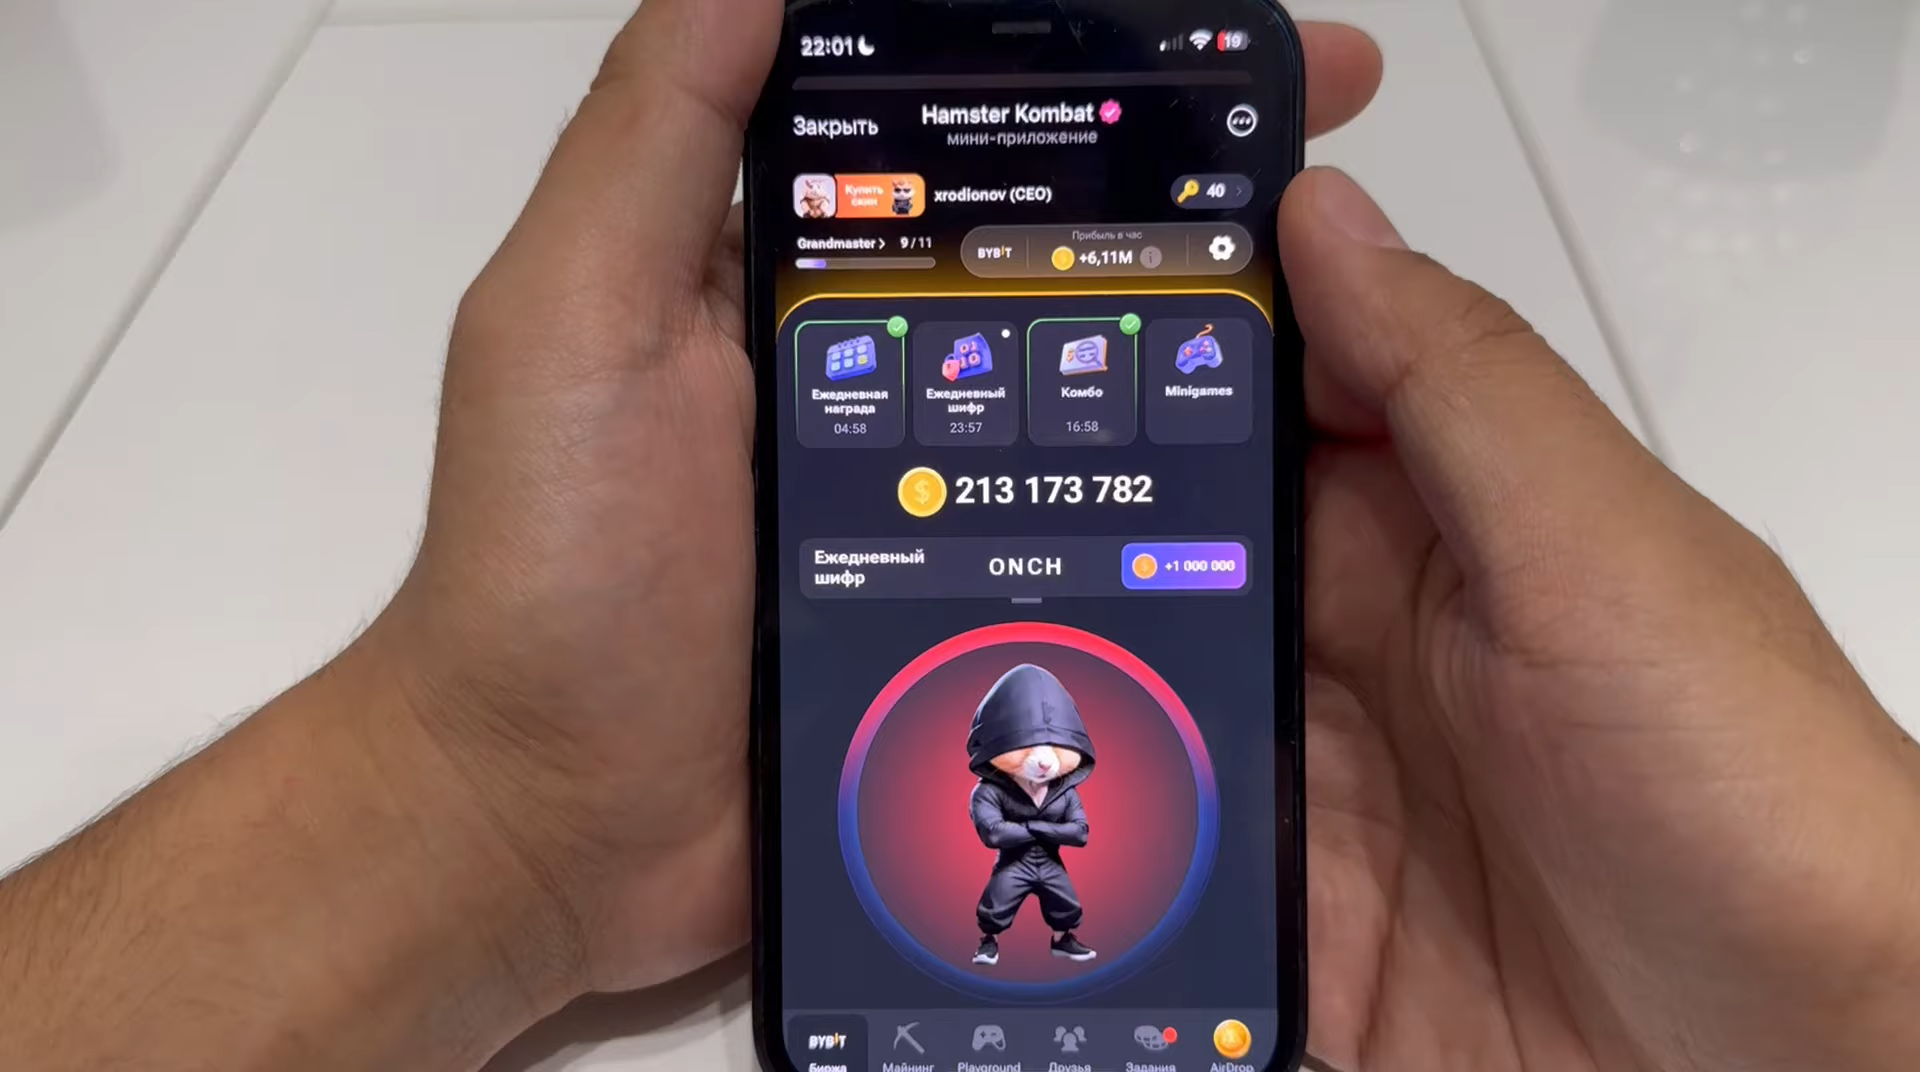 22:01
19
Закрыть
Hamster Kombat
мини-приложение
Купить
скин
xrodionov (CEO)
40
Grandmaster
9/11
BYBIT
Прибыль в час
+6,11M
Ежедневная
награда
04:58
Ежедневный
шифр
23:57
Комбо
16:58
Minigames
213 173 782
Ежедневный
шифр
ONCH
+1 000 000
BYBIT
Биржа
Майнинг
Playground
Друзья
Задания
AirDrop